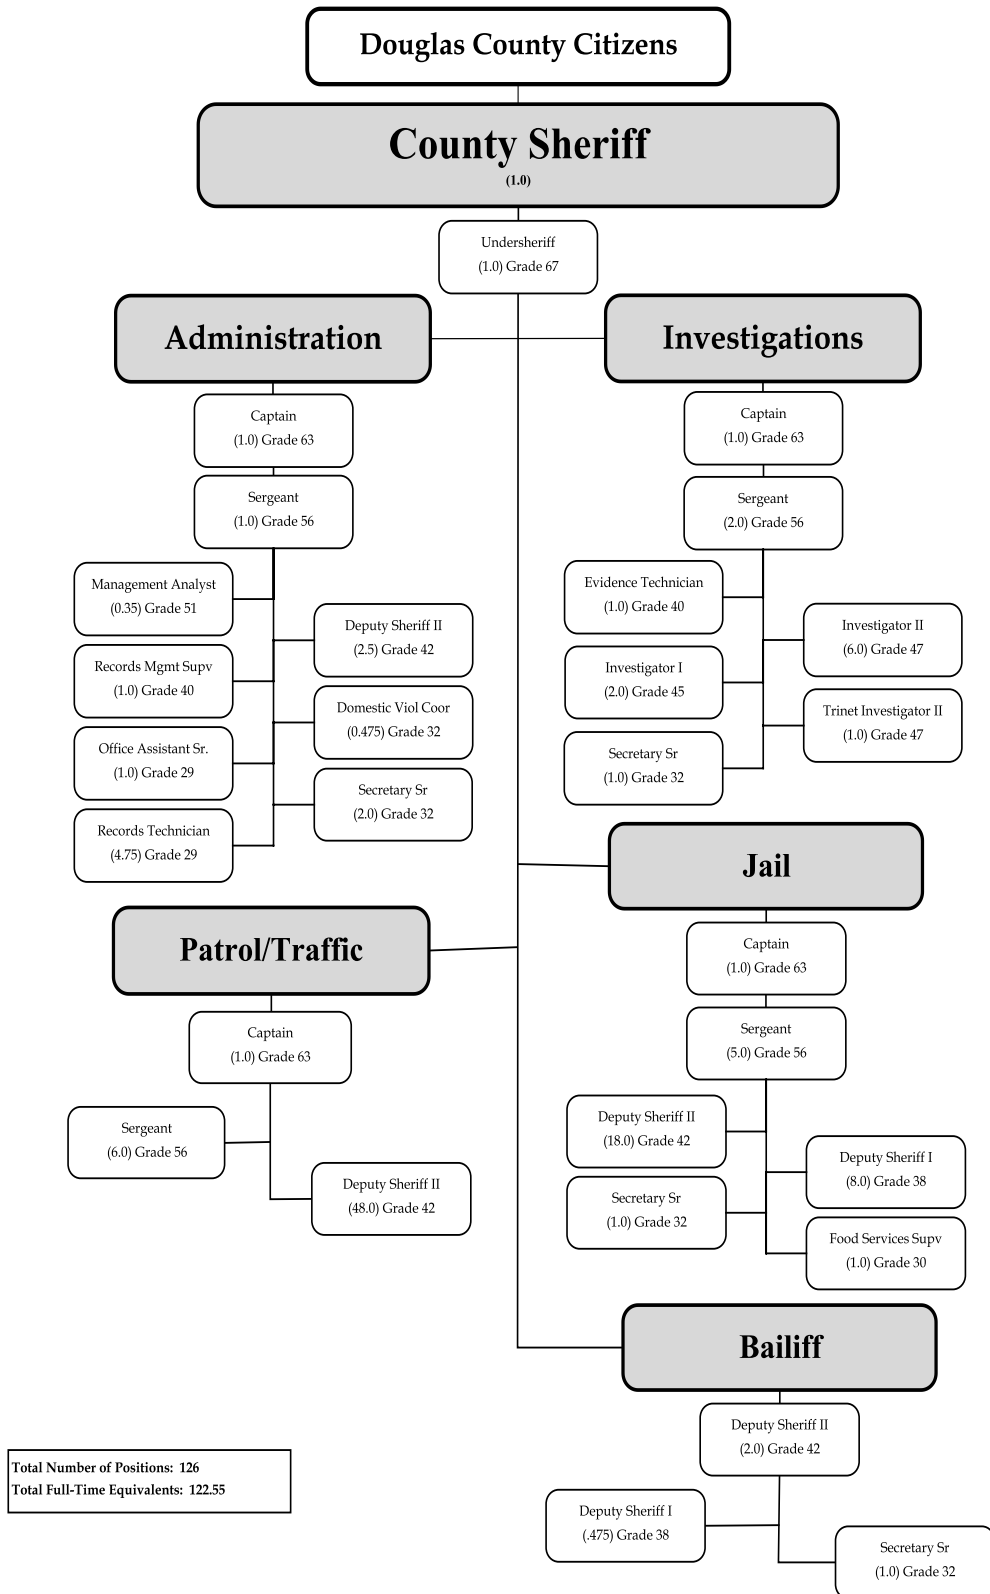 Douglas County Citizens
County Sheriff
(1.0)
Undersheriff
(1.0) Grade 67
Administration
Captain
(1.0) Grade 63
Sergeant
(1.0) Grade 56
Management Analyst
(0.35) Grade 51
Deputy Sheriff II
(2.5) Grade 42
Records Mgmt Supv
(1.0) Grade 40
Domestic Viol Coor
(0.475) Grade 32
Office Assistant Sr.
(1.0) Grade 29
Secretary Sr
(2.0) Grade 32
Records Technician
(4.75) Grade 29
Investigations
Captain
(1.0) Grade 63
Sergeant
(2.0) Grade 56
Evidence Technician
(1.0) Grade 40
Investigator II
(6.0) Grade 47
Investigator I
(2.0) Grade 45
Trinet Investigator II
(1.0) Grade 47
Secretary Sr
(1.0) Grade 32
Patrol/Traffic
Captain
(1.0) Grade 63
Sergeant
(6.0) Grade 56
Deputy Sheriff II
(48.0) Grade 42
Jail
Captain
(1.0) Grade 63
Sergeant
(5.0) Grade 56
Deputy Sheriff II
(18.0) Grade 42
Deputy Sheriff I
(8.0) Grade 38
Secretary Sr
(1.0) Grade 32
Food Services Supv
(1.0) Grade 30
Bailiff
Deputy Sheriff II
(2.0) Grade 42
Deputy Sheriff I
(.475) Grade 38
Secretary Sr
(1.0) Grade 32
Total Number of Positions: 126
Total Full-Time Equivalents: 122.55